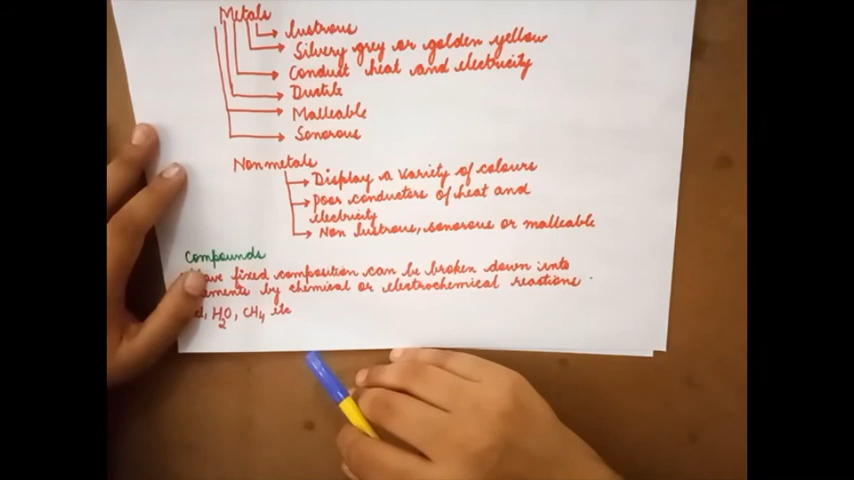 Metals
lustrous
Silvery grey or golden yellow
Conduct heat and electricity
Ductile
Malleable
Sonorous
Nonmetals
Display a variety of colours
Poor conductors of heat and
electricity
Non lustrous, sonorous or malleable
Compounds
Have fixed composition can be broken down into
by chemical or electrochemical reactions
H2O, CH4 etc